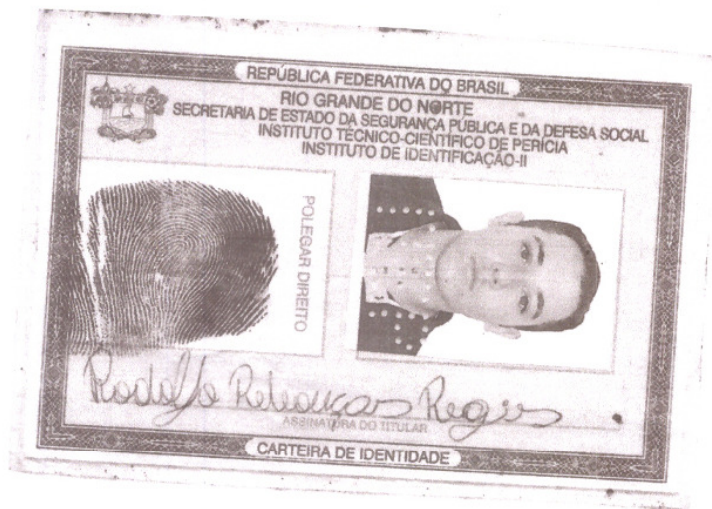 REPÚBLICA FEDERATIVA DO BRASIL
RIO GRANDE DO NORTE
SECRETARIA DE ESTADO DA SEGURANÇA PÚBLICA E DA DEFESA SOCIAL
INSTITUTO TÉCNICO-CIENTÍFICO DE PERÍCIA
INSTITUTO DE IDENTIFICAÇÃO-II
POLEGAR DIREITO
Rodolfo Rebouças Regis
ASSINATURA DO TITULAR
CARTEIRA DE IDENTIDADE